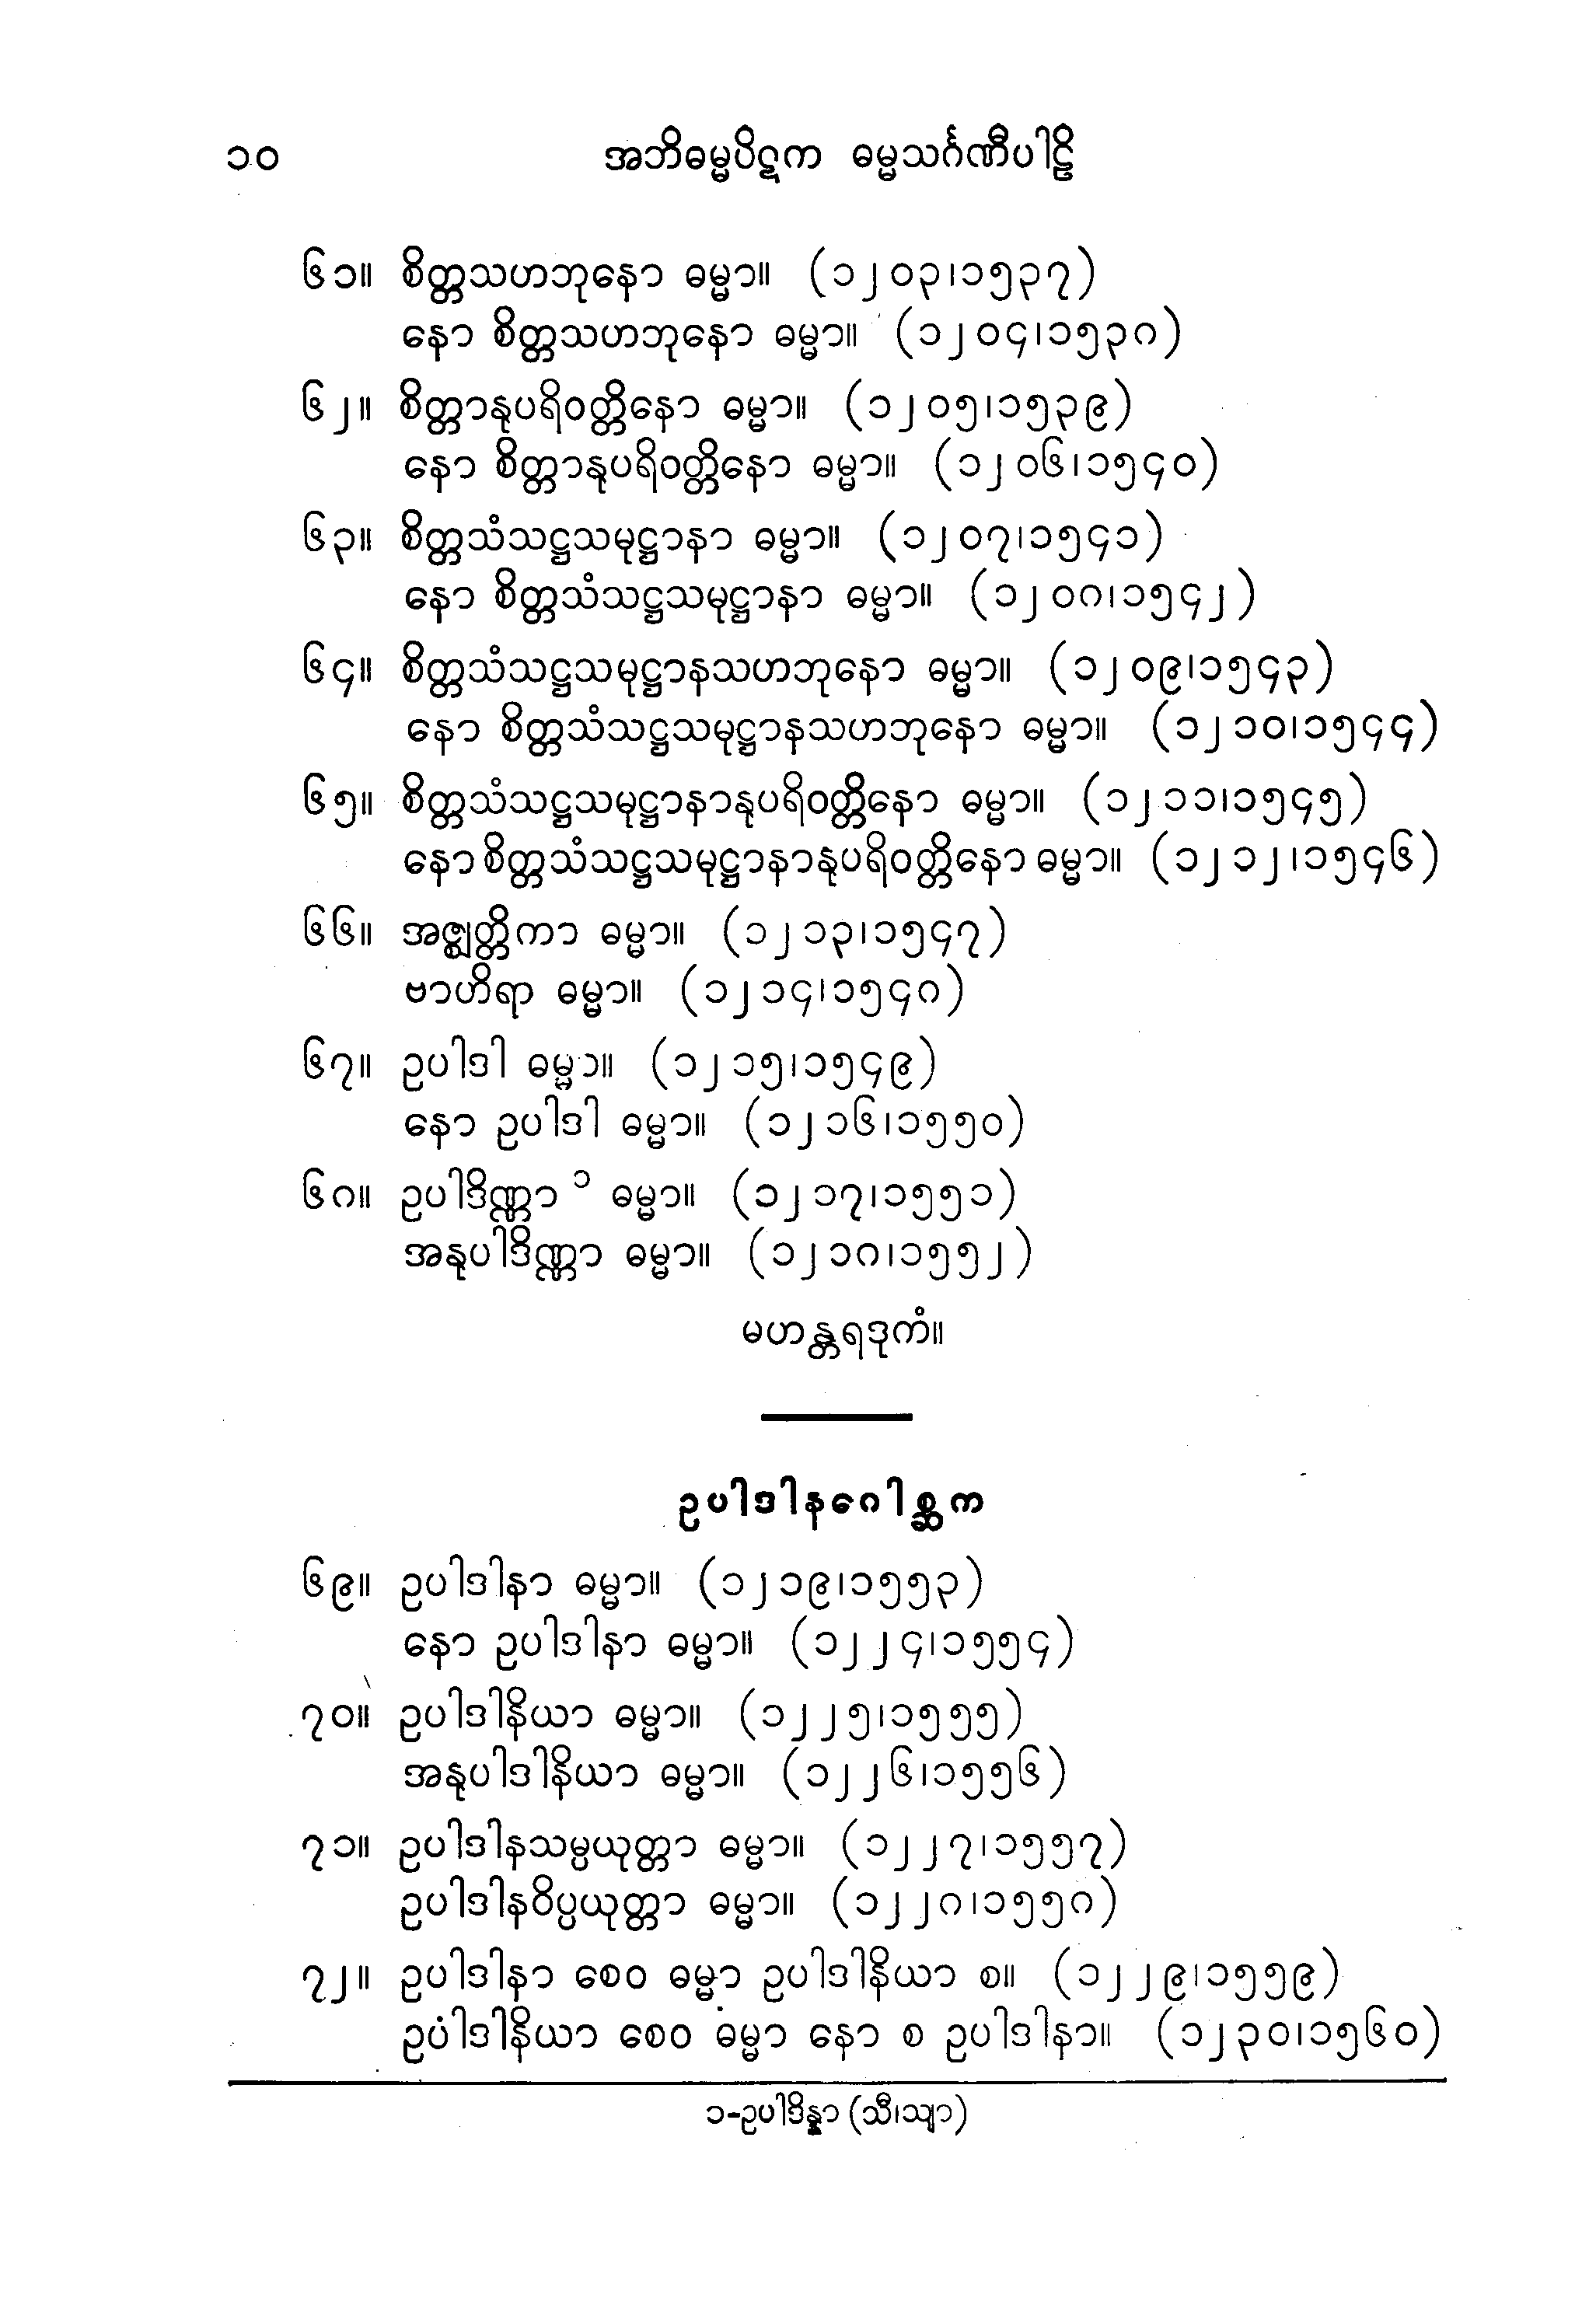 ၁၀ အဘိဓမ္မပိဋက ဓမ္မသင်္ဂဏီပါဠိ
၆၁။ စိတ္တသဟဘုနော ဓမ္မာ။ (၁၂၀၃၊၁၅၃၇)
နော စိတ္တသဟဘုနော ဓမ္မာ။ (၁၂၀၄၊၁၅၃၈)
၆၂။ စိတ္တာနုပရိဝတ္တိနော ဓမ္မာ။ (၁၂၀၅၊၁၅၃၉)
နော စိတ္တာနုပရိဝတ္တိနော ဓမ္မာ။ (၁၂၀၆၊၁၅၄၀)
၆၃။ စိတ္တသံသဋ္ဌသမုဋ္ဌာနာ ဓမ္မာ။ (၁၂၀၇၊၁၅၄၁)
နော စိတ္တသံသဋ္ဌသမုဋ္ဌာနာ ဓမ္မာ။ (၁၂၀၈၊၁၅၄၂)
၆၄။ စိတ္တသံသဋ္ဌသမုဋ္ဌာနသဟဘုနော ဓမ္မာ။ (၁၂၀၉၊၁၅၄၃)
နော စိတ္တသံသဋ္ဌသမုဋ္ဌာနသဟဘုနော ဓမ္မာ။ (၁၂၁၀၊၁၅၄၄)
၆၅။ စိတ္တသံသဋ္ဌသမုဋ္ဌာနာနုပရိဝတ္တိနော ဓမ္မာ။ (၁၂၁၁၊၁၅၄၅)
နော စိတ္တသံသဋ္ဌသမုဋ္ဌာနာနုပရိဝတ္တိနော ဓမ္မာ။ (၁၂၁၂၊၁၅၄၆)
၆၆။ အဇ္ဈတ္တိကာ ဓမ္မာ။ (၁၂၁၃၊၁၅၄၇)
ဗာဟိရာ ဓမ္မာ။ (၁၂၁၄၊၁၅၄၈)
၆၇။ ဥပါဒါ ဓမ္မာ။ (၁၂၁၅၊၁၅၄၉)
နော ဥပါဒါ ဓမ္မာ။ (၁၂၁၆၊၁၅၅၀)
၆၈။ ဥပါဒိဏ္ဏာ ၁ ဓမ္မာ။ (၁၂၁၇၊၁၅၅၁)
အနုပါဒိဏ္ဏာ ဓမ္မာ။ (၁၂၁၈၊၁၅၅၂)
မဟန္တရဒုကံ။
ဥပါဒါနဂေါစ္ဆက
၆၉။ ဥပါဒါနာ ဓမ္မာ။ (၁၂၁၉၊၁၅၅၃)
နော ဥပါဒါနာ ဓမ္မာ။ (၁၂၂၄၊၁၅၅၄)
၇၀။ ဥပါဒါနိယာ ဓမ္မာ။ (၁၂၂၅၊၁၅၅၅)
အနုပါဒါနိယာ ဓမ္မာ။ (၁၂၂၆၊၁၅၅၆)
၇၁။ ဥပါဒါနသမ္ပယုတ္တာ ဓမ္မာ။ (၁၂၂၇၊၁၅၅၇)
ဥပါဒါနဝိပ္ပယုတ္တာ ဓမ္မာ။ (၁၂၂၈၊၁၅၅၈)
၇၂။ ဥပါဒါနာ စေဝ ဓမ္မာ ဥပါဒါနိယာ စ။ (၁၂၂၉၊၁၅၅၉)
ဥပါဒါနိယာ စေဝ ဓမ္မာ နော စ ဥပါဒါနာ။ (၁၂၃၀၊၁၅၆၀)
၁-ဥပါဒိန္နာ (သီ၊သျာ)